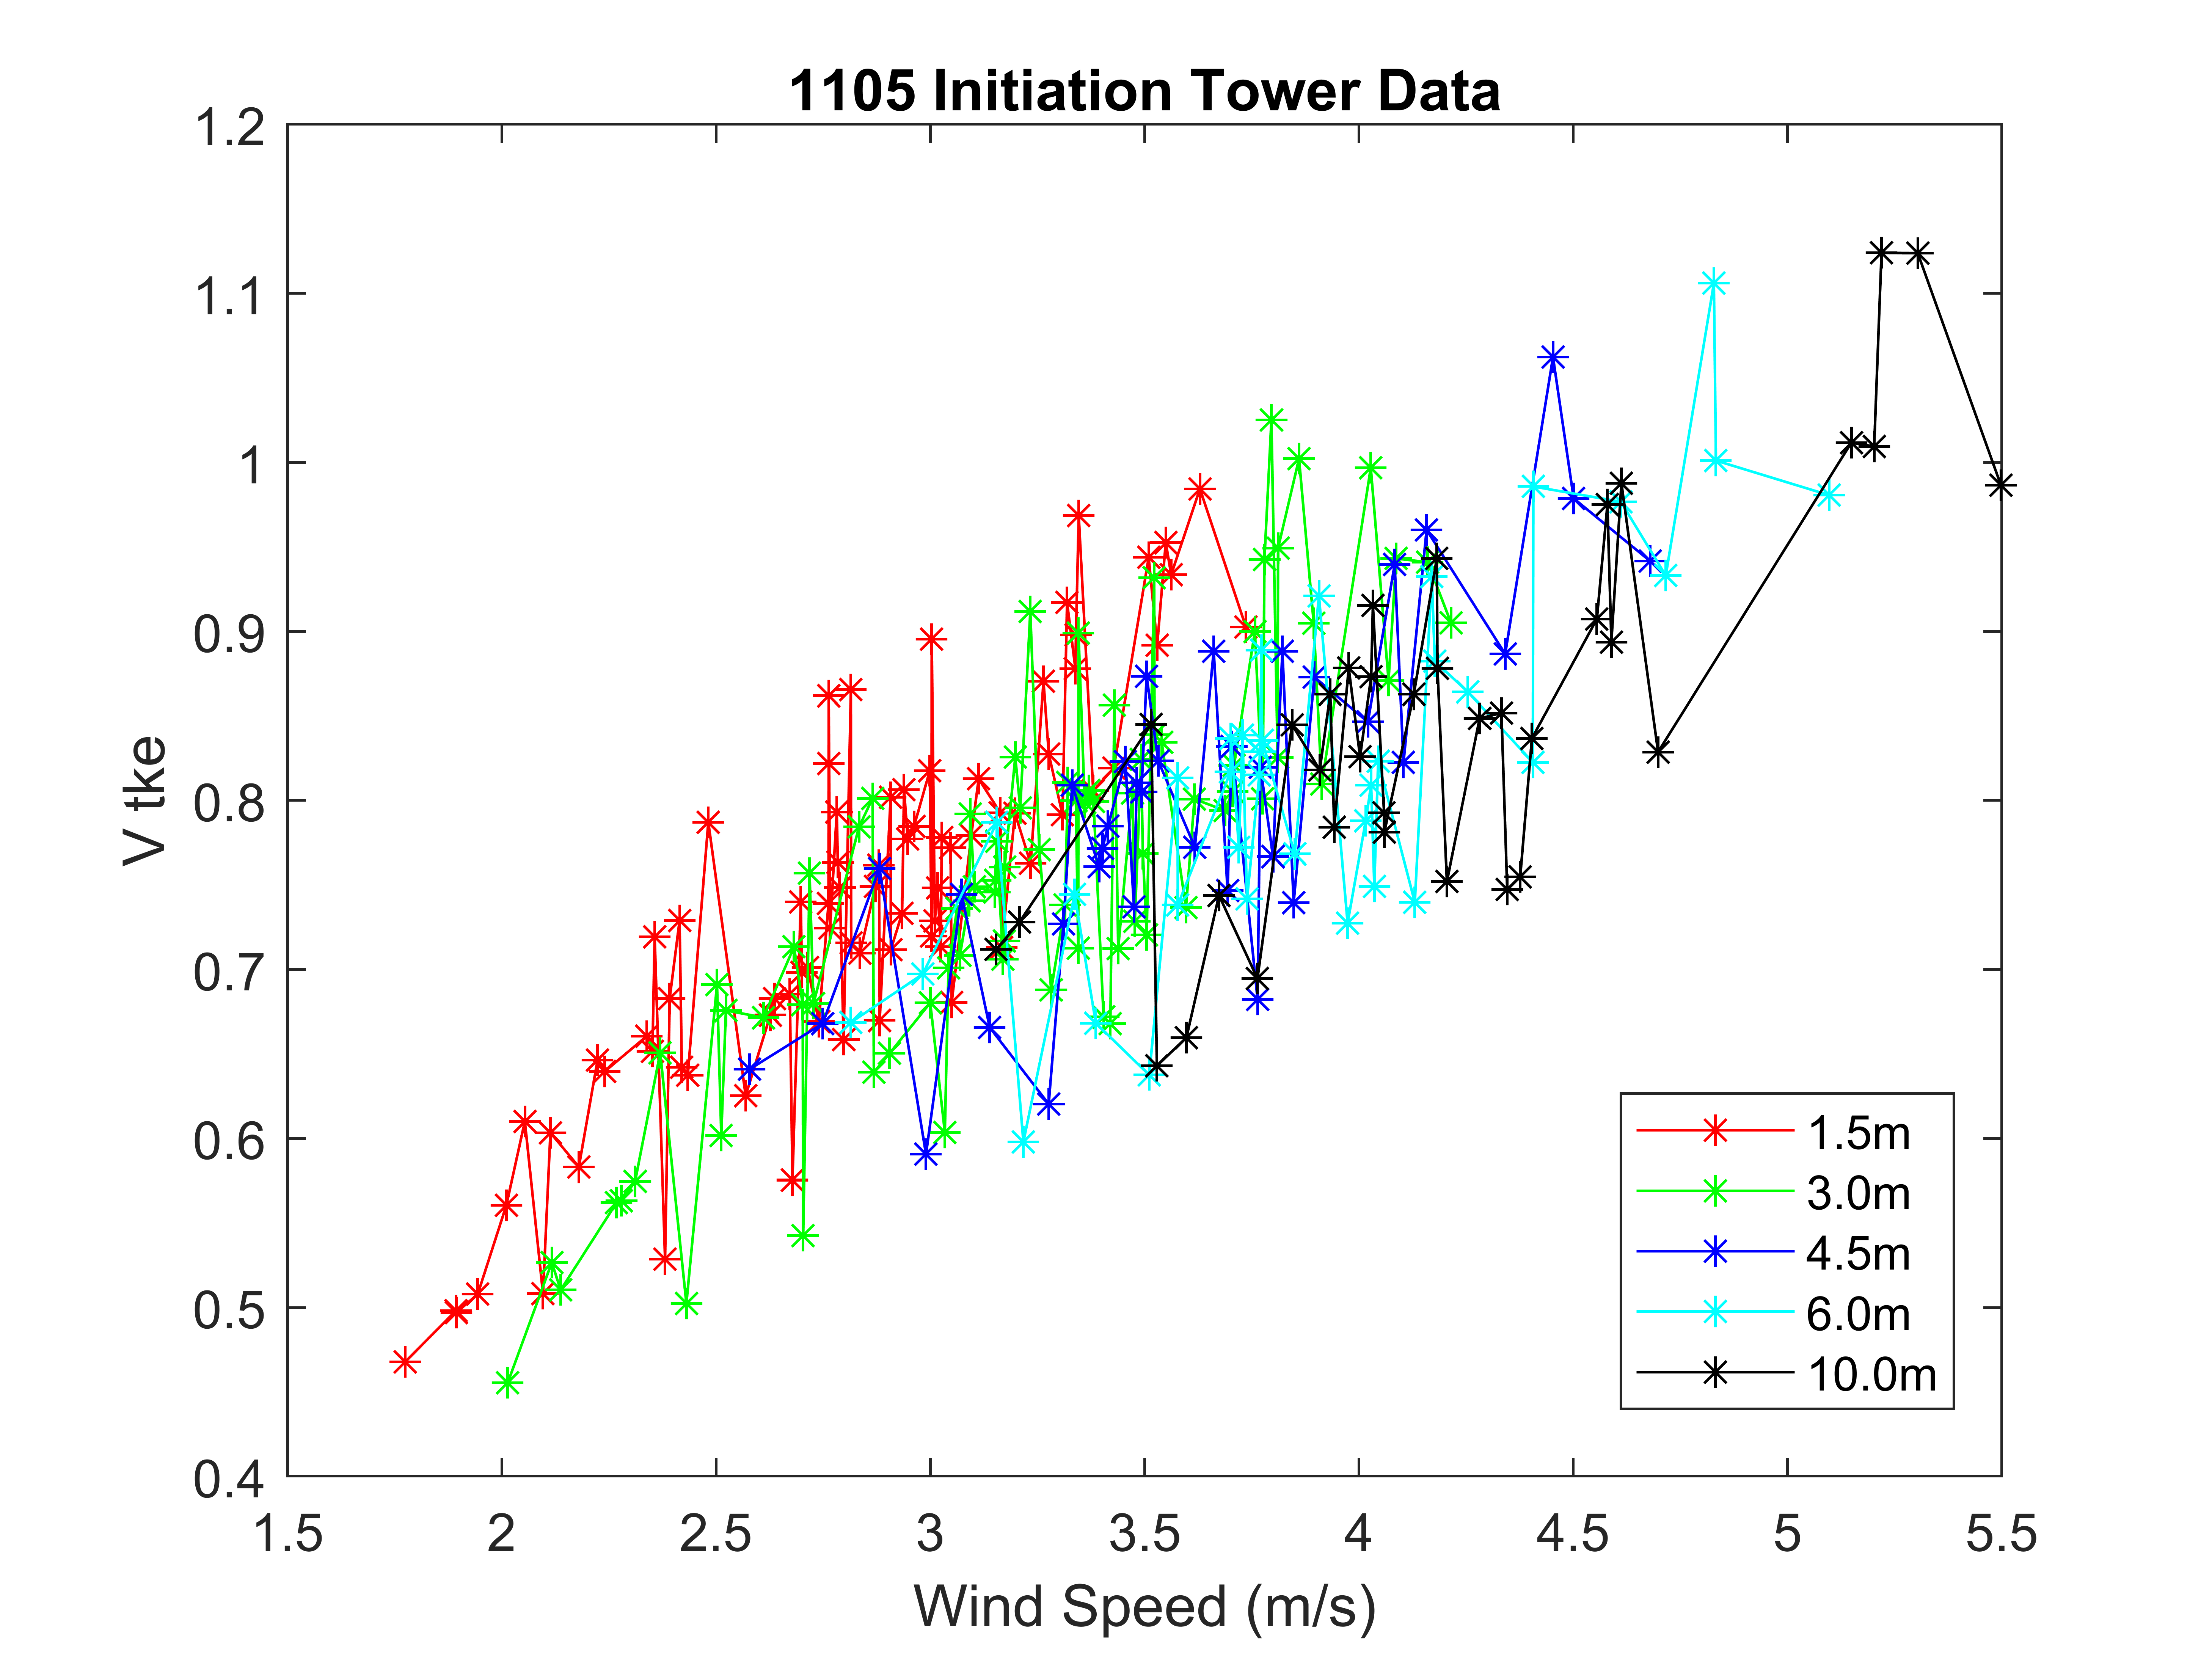 1105 Initiation Tower Data
1.2
1.1
1
0.9
0.8
0.7
0.6
0.5
0.4
V tke
1.5 2 2.5 3 3.5 4 4.5 5 5.5
Wind Speed (m/s)
1.5m
3.0m
4.5m
6.0m
10.0m